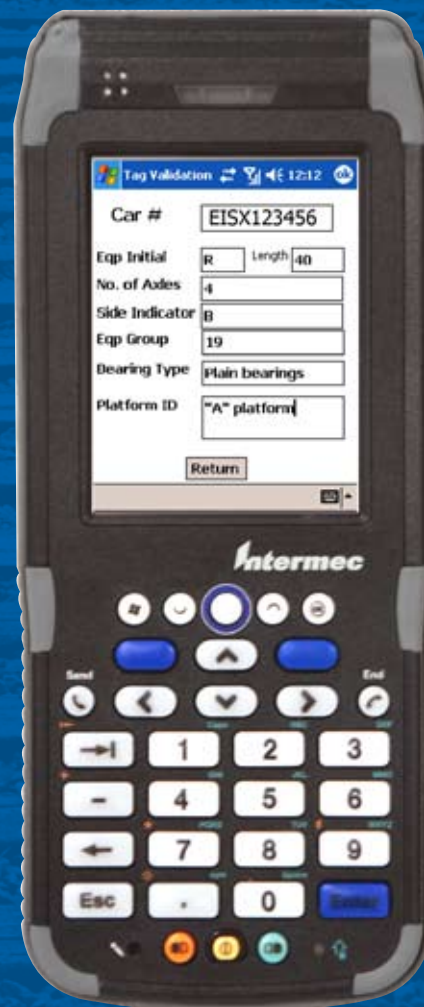 Tag Validation 12:12 ok
Car # EISX123456
Eqp Initial R Length 40
No. of Axles 4
Side Indicator B
Eqp Group 19
Bearing Type Plain bearings
Platform ID "A" platform
Return
Intermec
Send End
1 2 3
- 4 5 6
7 8 9
Esc . 0 Enter